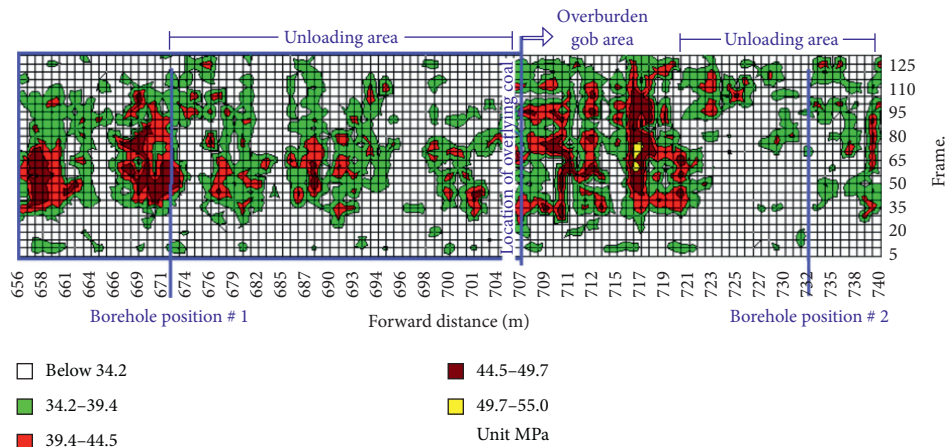 Overburden
gob area
Unloading area
Unloading area
Location of overlying coal
125
110
95
80
65
50
35
20
5
Frame.
656 658 661 664 666 669 671 674 676 679 682 685 687 690 693 694 696 698 700 704 707 709 711 712 714 717 717 721 725 727 730 732 735 738 740
Borehole position # 1
Forward distance (m)
Borehole position # 2
Below 34.2
34.2–39.4
39.4–44.5
44.5–49.7
49.7–55.0
Unit MPa